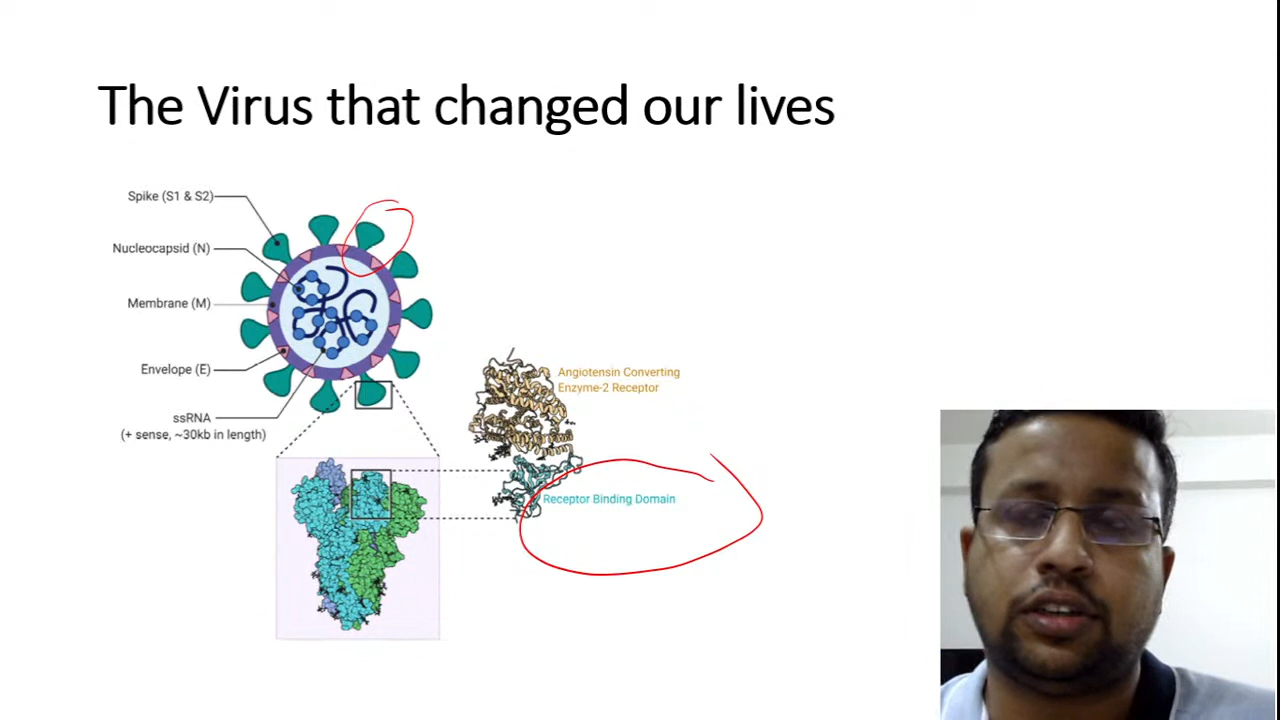 The Virus that changed our lives
Spike (S1 & S2)
Nucleocapsid (N)
Membrane (M)
Envelope (E)
ssRNA
(+ sense, ~30kb in length)
Angiotensin Converting
Enzyme-2 Receptor
Receptor Binding Domain